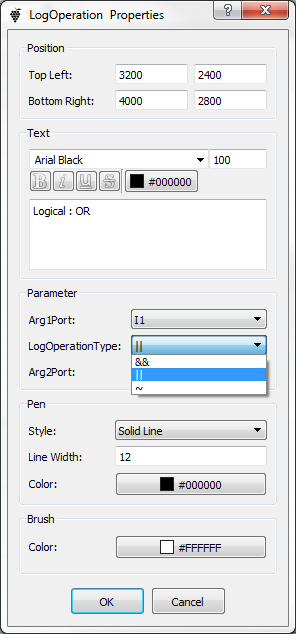 LogOperation Properties
Position
Top Left: 3200 2400
Bottom Right: 4000 2800
Text
Arial Black 100
B i U S #000000
Logical : OR
Parameter
Arg1Port: I1
LogOperationType: ||
&&
||
Arg2Port:
~
Pen
Style: Solid Line
Line Width: 12
Color: #000000
Brush
Color: #FFFFFF
OK Cancel